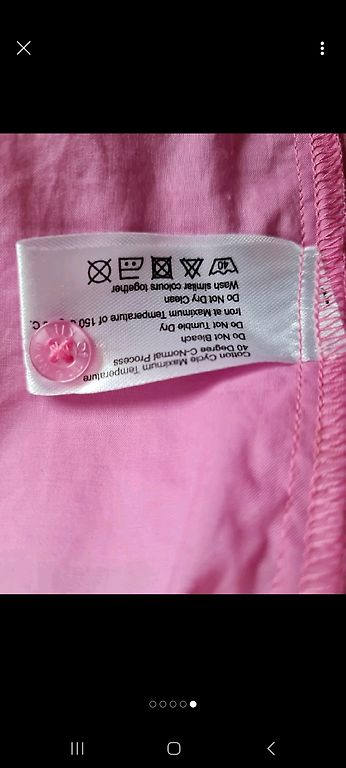 Cotton Cycle Maximum Temperature
40 Degree C-Normal Process
Do Not Bleach
Do Not Tumble Dry
Iron at Maximum Temperature of 150
Do Not Dry Clean
Wash similar colours together
40